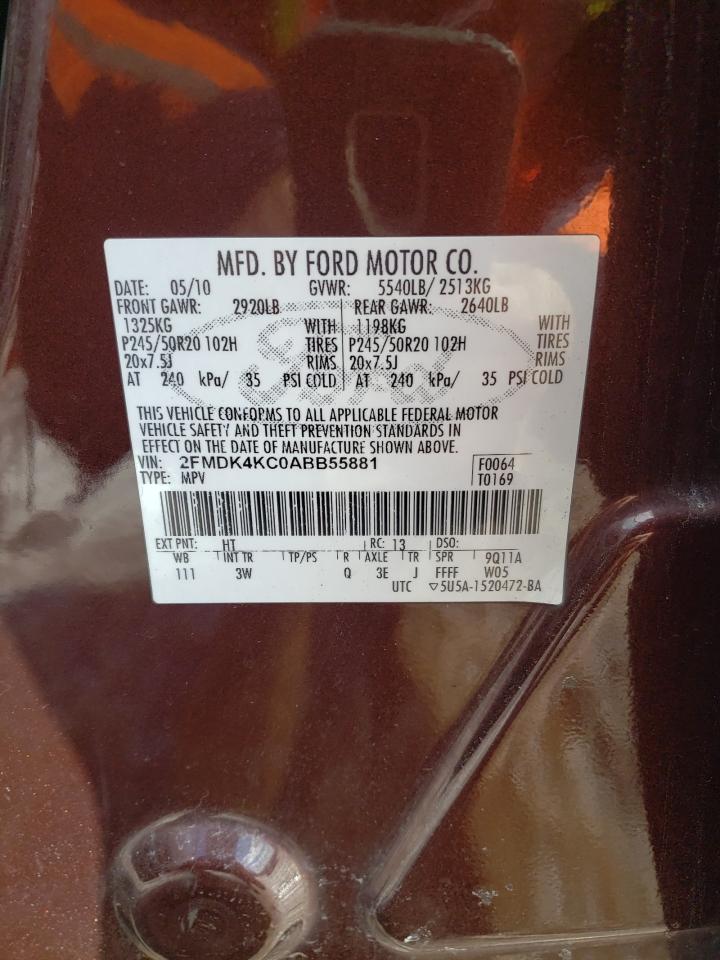 MFD. BY FORD MOTOR CO.
DATE: 05/10 GVWR: 5540LB/ 2513KG
FRONT GAWR: 2920LB REAR GAWR: 2640LB
1325KG WITH 1198KG WITH
P245/50R20 102H TIRES P245/50R20 102H TIRES
20x7.5J RIMS 20x7.5J RIMS
AT 240 kPa/ 35 PSI COLD AT 240 kPa/ 35 PSI COLD
Ford
THIS VEHICLE CONFORMS TO ALL APPLICABLE FEDERAL MOTOR
VEHICLE SAFETY AND THEFT PREVENTION STANDARDS IN
EFFECT ON THE DATE OF MANUFACTURE SHOWN ABOVE.
VIN: 2FMDK4KC0ABB55881 F0064
TYPE: MPV T0169
EXT PNT: HT RC: 13 DSO:
WB INT TR TP/PS R AXLE TR SPR 9Q11A
111 3W Q 3E J FFFF W05
UTC ▽5U5A-1520472-BA